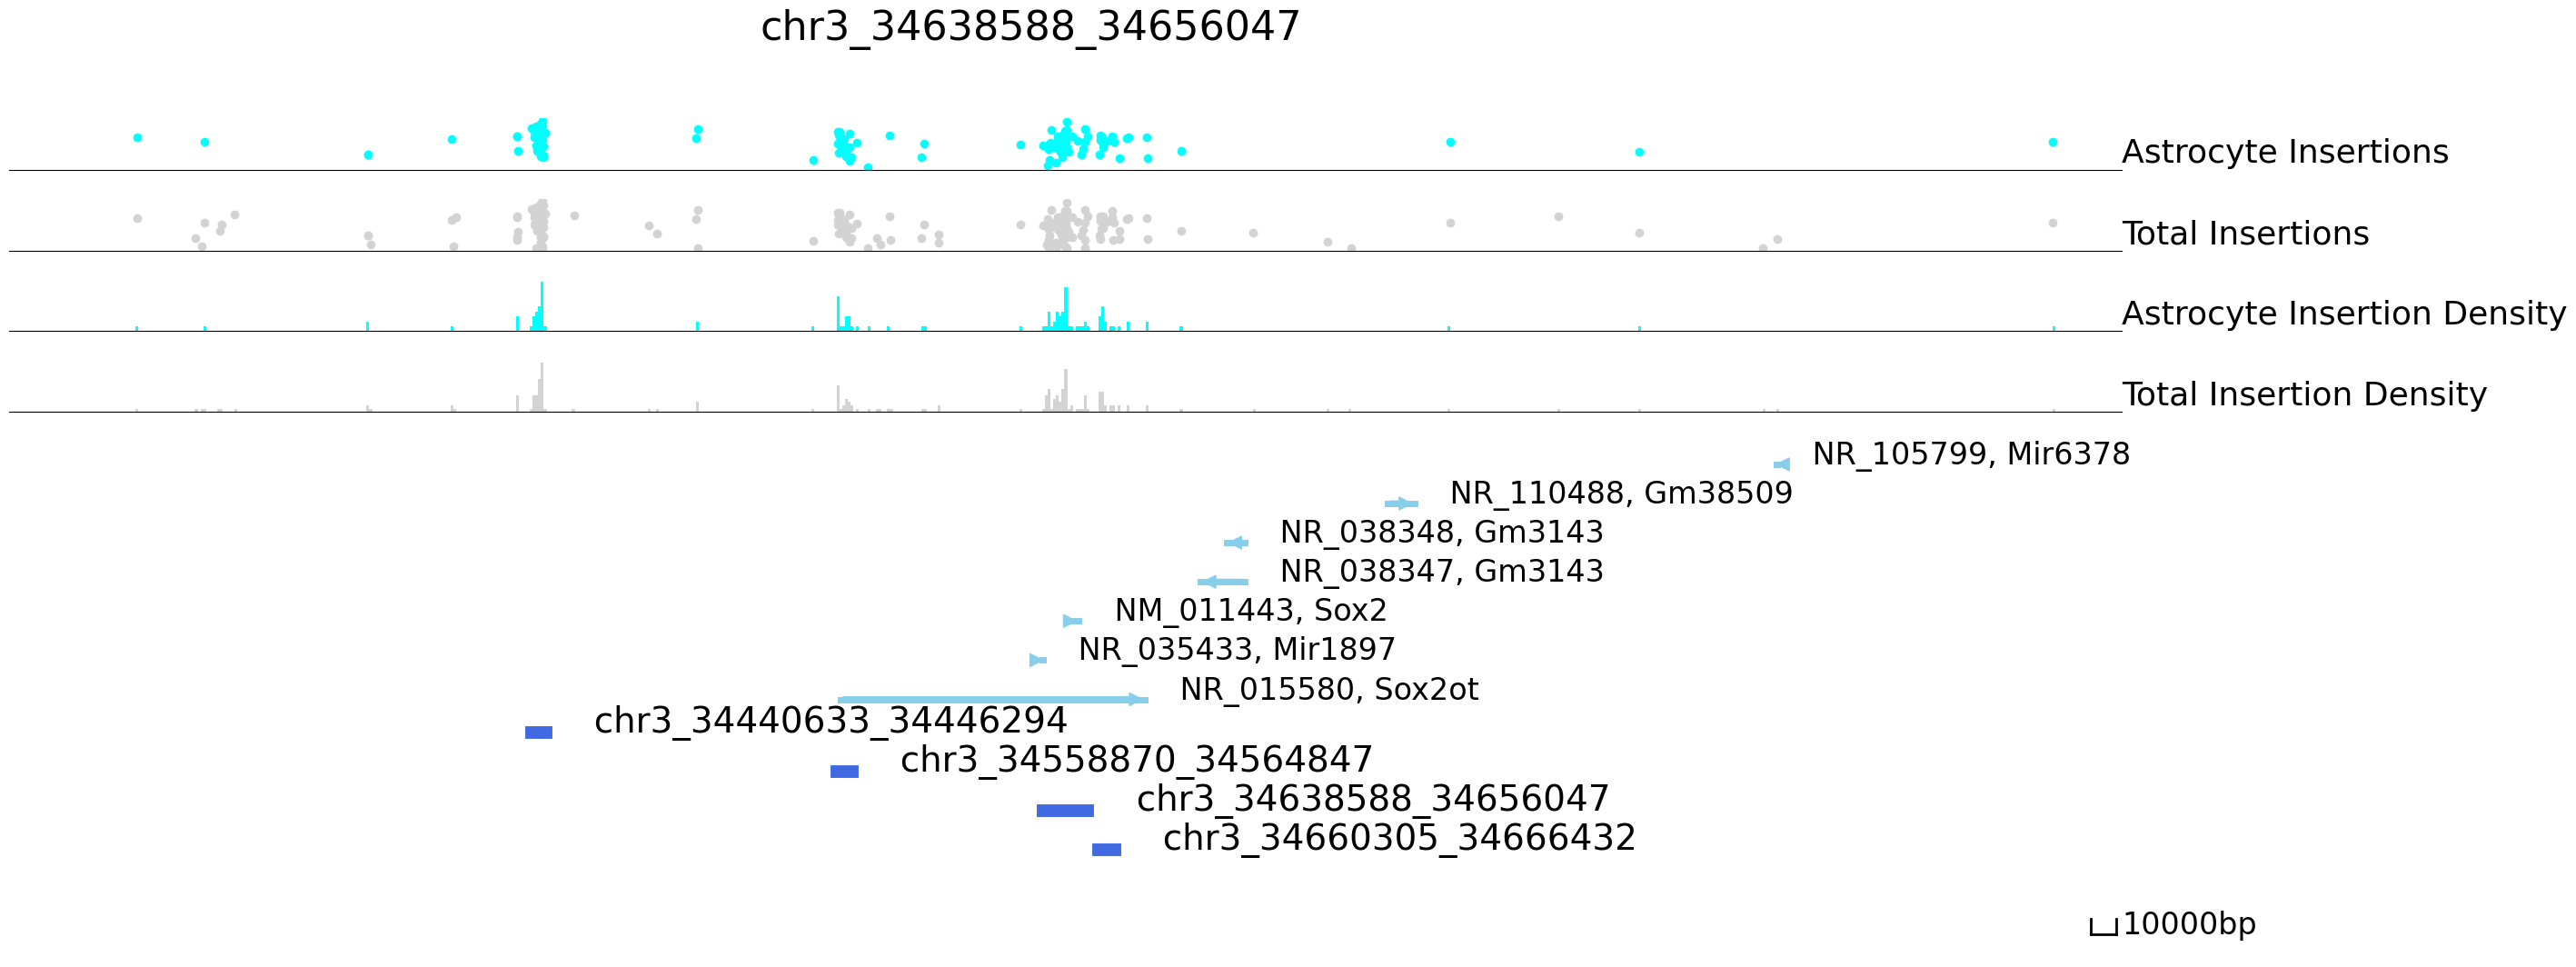 chr3_34638588_34656047
Astrocyte Insertions
Total Insertions
Astrocyte Insertion Density
Total Insertion Density
NR_105799, Mir6378
NR_110488, Gm38509
NR_038348, Gm3143
NR_038347, Gm3143
NM_011443, Sox2
NR_035433, Mir1897
NR_015580, Sox2ot
chr3_34440633_34446294
chr3_34558870_34564847
chr3_34638588_34656047
chr3_34660305_34666432
10000bp